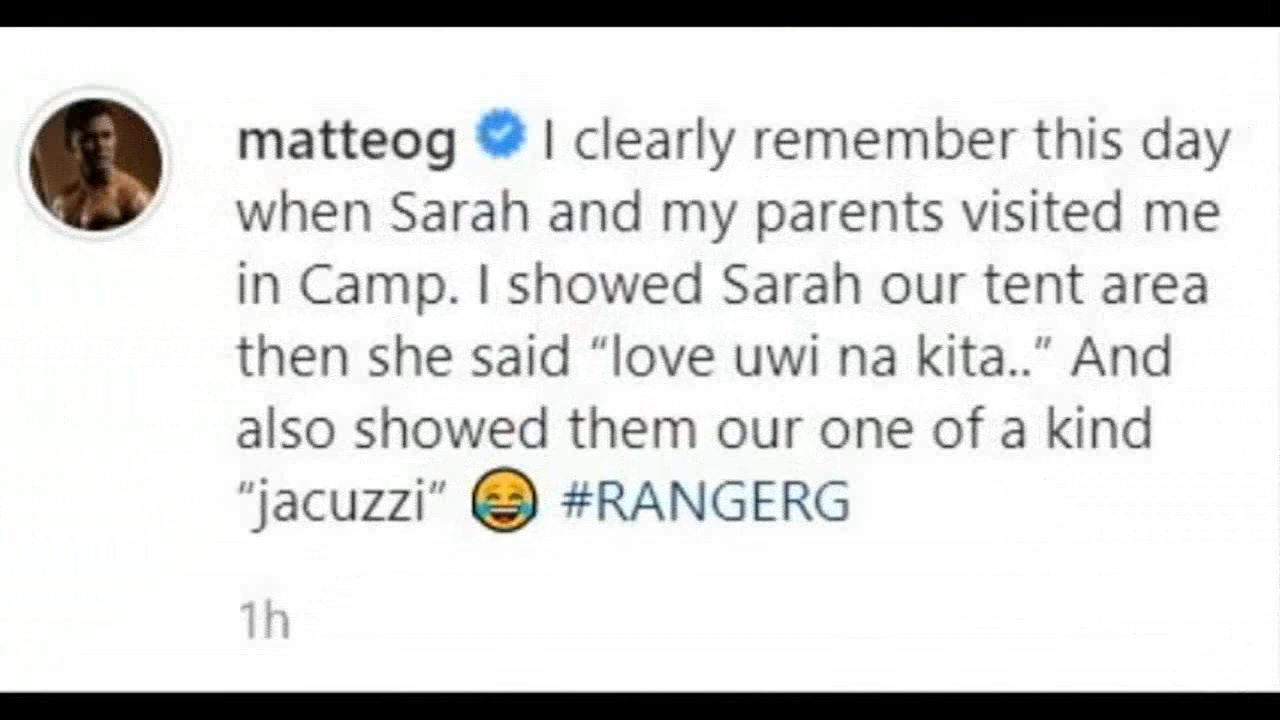 matteog I clearly remember this day
when Sarah and my parents visited me
in Camp. I showed Sarah our tent area
then she said “love uwi na kita..” And
also showed them our one of a kind
“jacuzzi” 😂 #RANGERG
1h